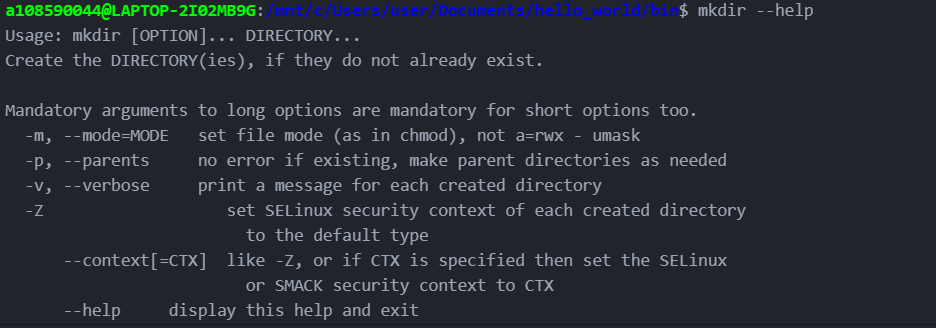 a108590044@LAPTOP-2I02MB9G:/mnt/c/Users/user/Documents/hello_world/bin$ mkdir --help
Usage: mkdir [OPTION]... DIRECTORY...
Create the DIRECTORY(ies), if they do not already exist.

Mandatory arguments to long options are mandatory for short options too.
  -m, --mode=MODE   set file mode (as in chmod), not a=rwx - umask
  -p, --parents     no error if existing, make parent directories as needed
  -v, --verbose     print a message for each created directory
  -Z                   set SELinux security context of each created directory
                         to the default type
      --context[=CTX]  like -Z, or if CTX is specified then set the SELinux
                         or SMACK security context to CTX
      --help     display this help and exit